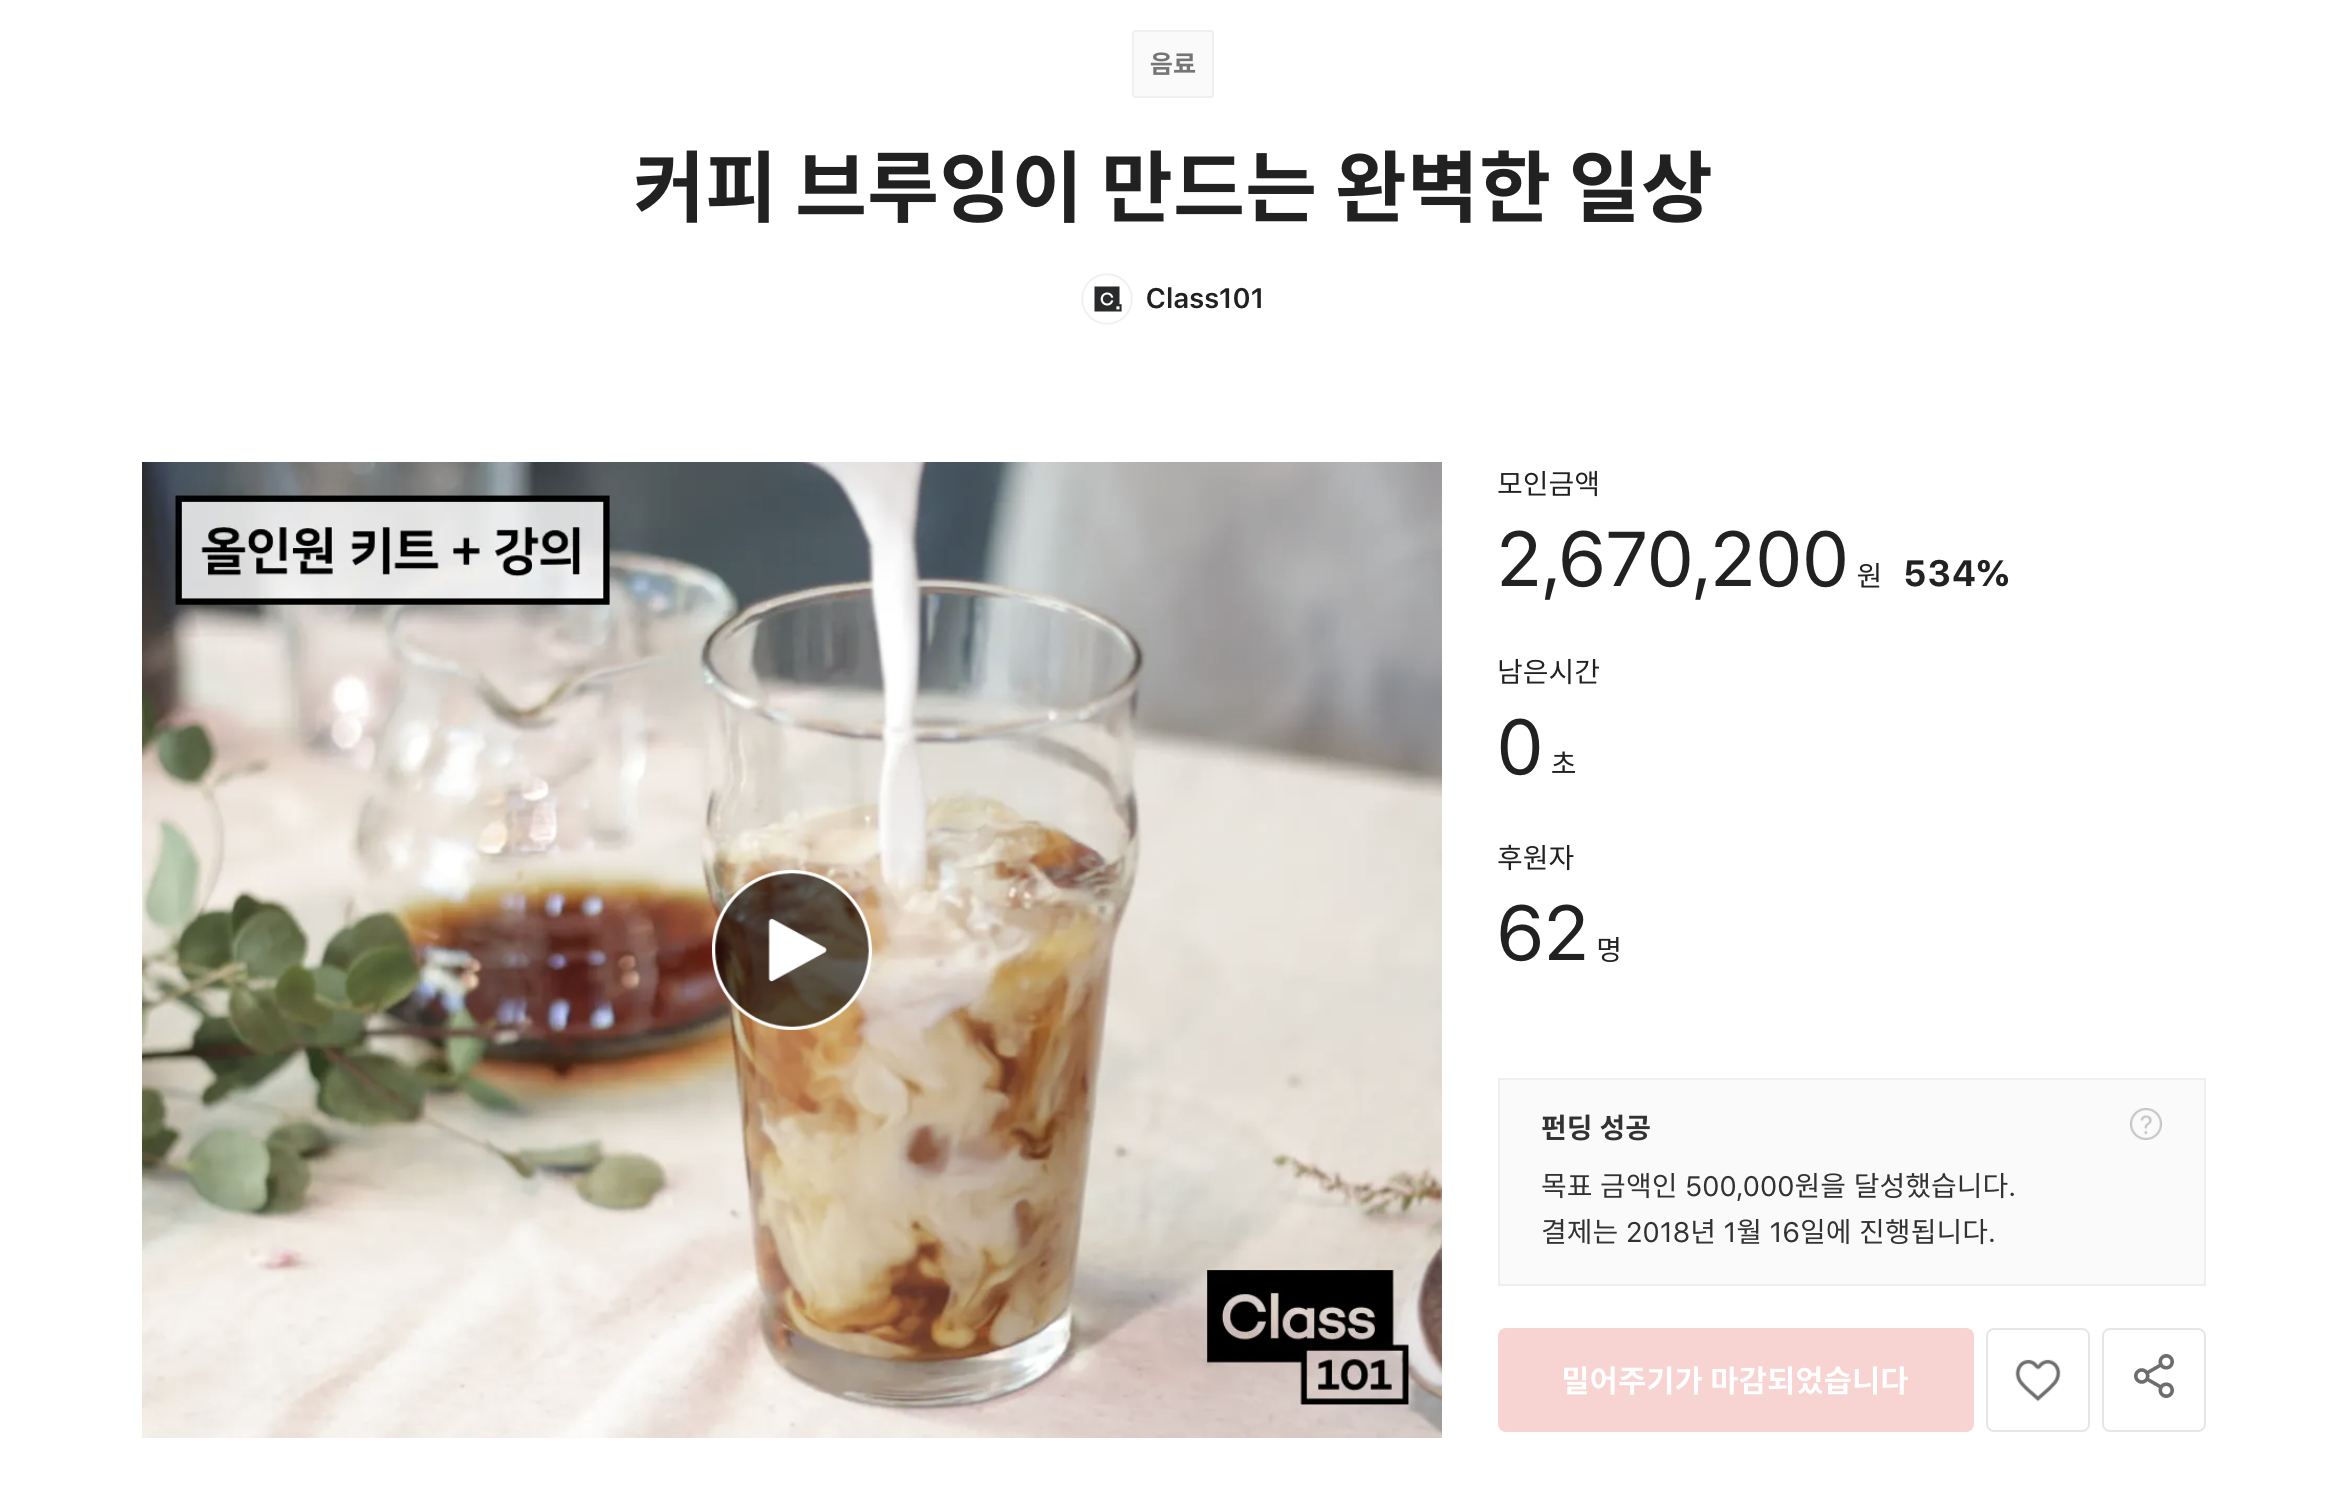 음료
커피 브루잉이 만드는 완벽한 일상
C. Class101
올인원 키트 + 강의
Class
101
모인금액
2,670,200 원 534%
남은시간
0 초
후원자
62 명
펀딩 성공 ?
목표 금액인 500,000원을 달성했습니다.
결제는 2018년 1월 16일에 진행됩니다.
밀어주기가 마감되었습니다